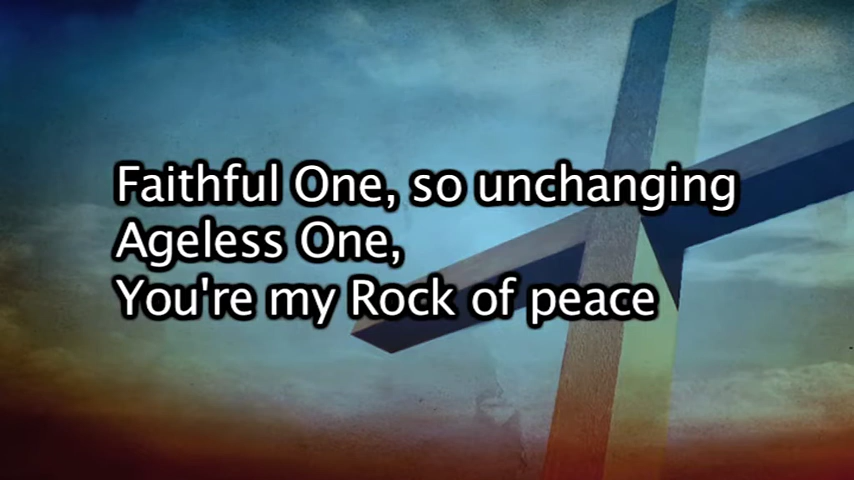 Faithful One, so unchanging
Ageless One,
You're my Rock of peace